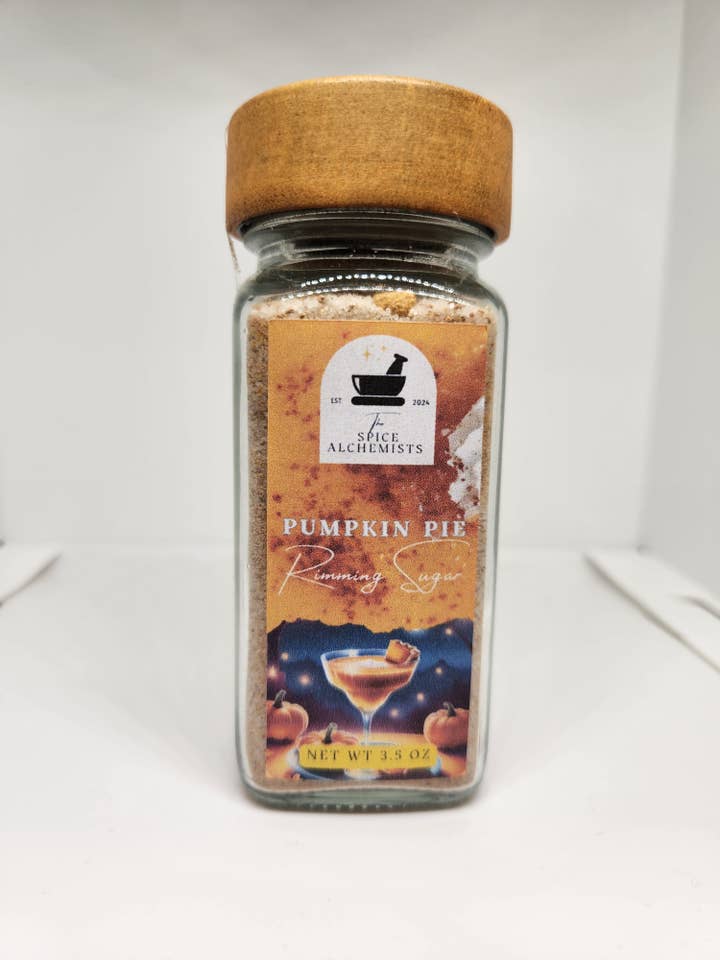 EST 2024
The
SPICE
ALCHEMISTS
PUMPKIN PIE
Rimming Sugar
NET WT 3.5 OZ